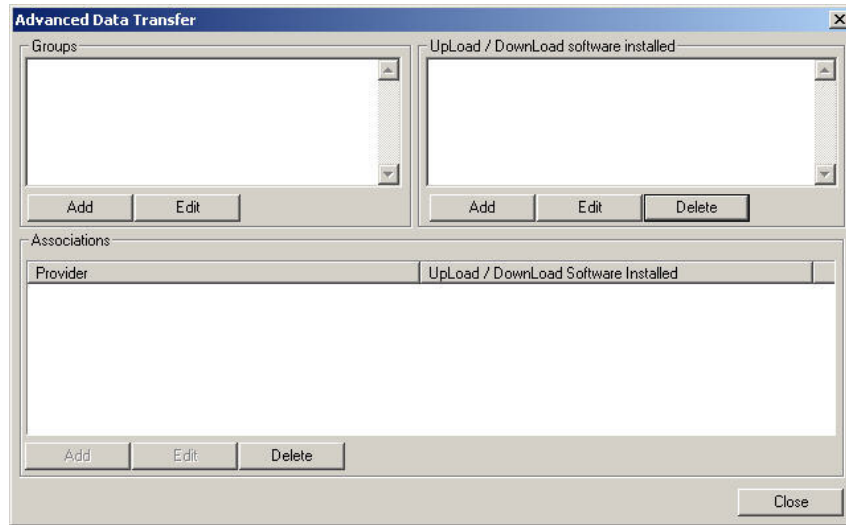 Advanced Data Transfer
Groups
UpLoad / DownLoad software installed
Add Edit
Add Edit Delete
Associations
Provider UpLoad / DownLoad Software Installed
Add Edit Delete
Close